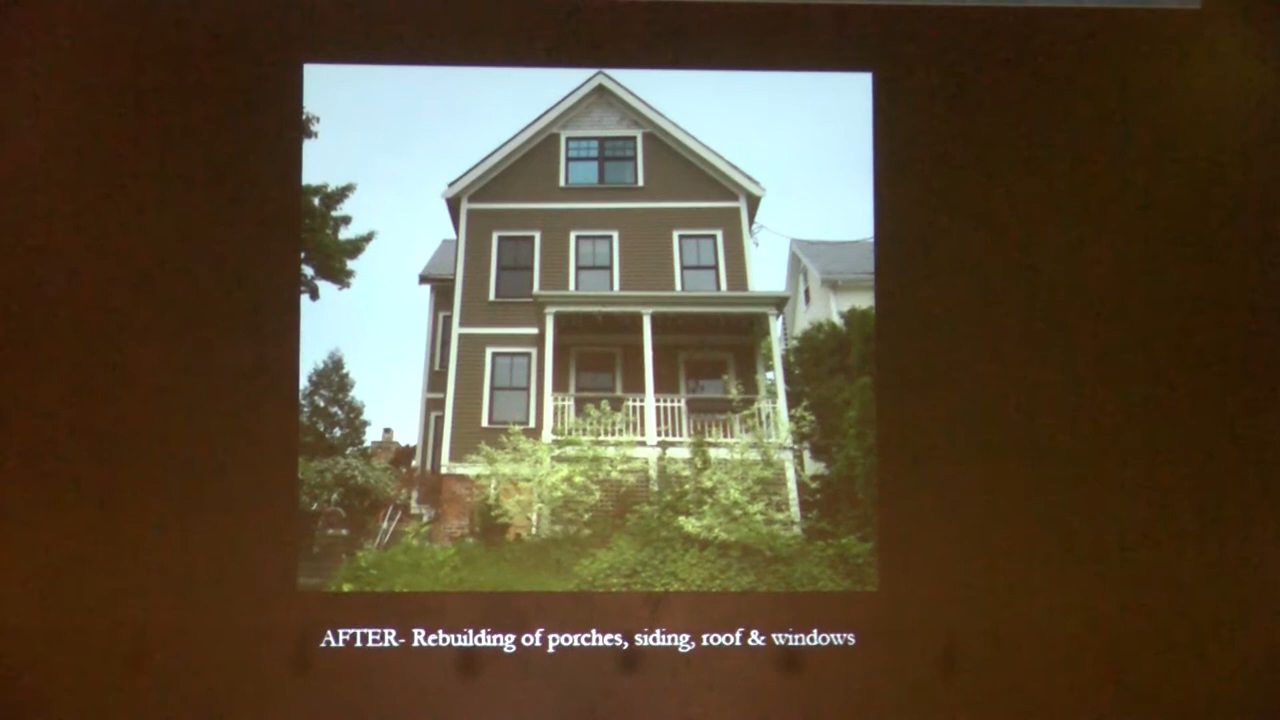 AFTER- Rebuilding of porches, siding, roof & windows